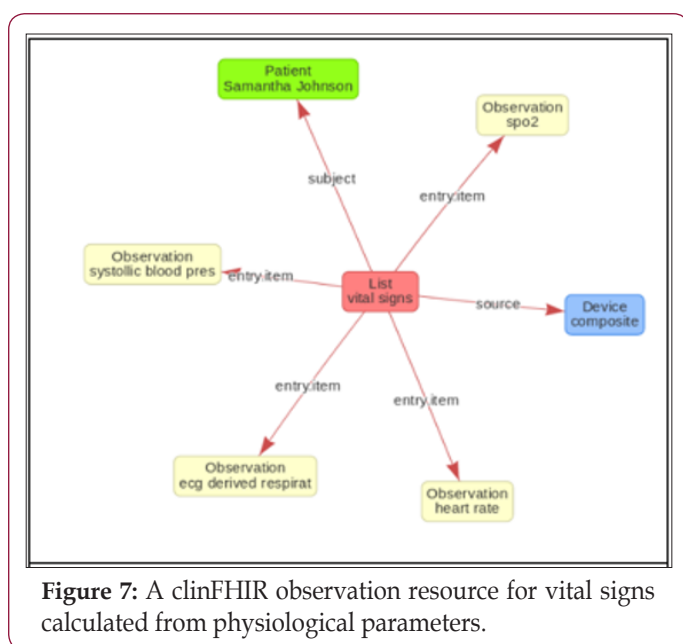 Patient
Samantha Johnson
Observation
spo2
subject
entry.item
Observation
systollic blood pres
entry.item
List
vital signs
source
Device
composite
entry.item
entry.item
Observation
ecg derived respirat
Observation
heart rate
Figure 7: A clinFHIR observation resource for vital signs
calculated from physiological parameters.